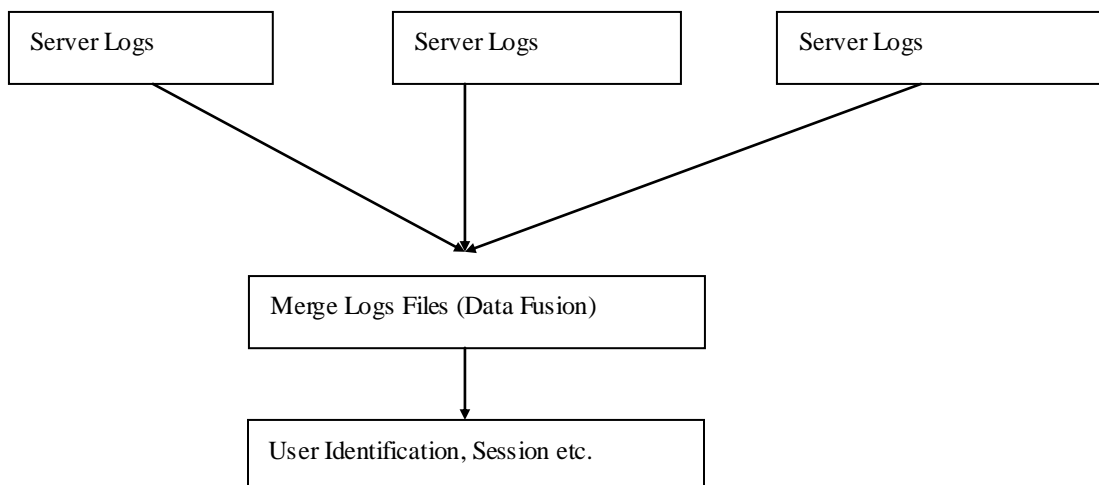 Server Logs
Server Logs
Server Logs
Merge Logs Files (Data Fusion)
User Identification, Session etc.